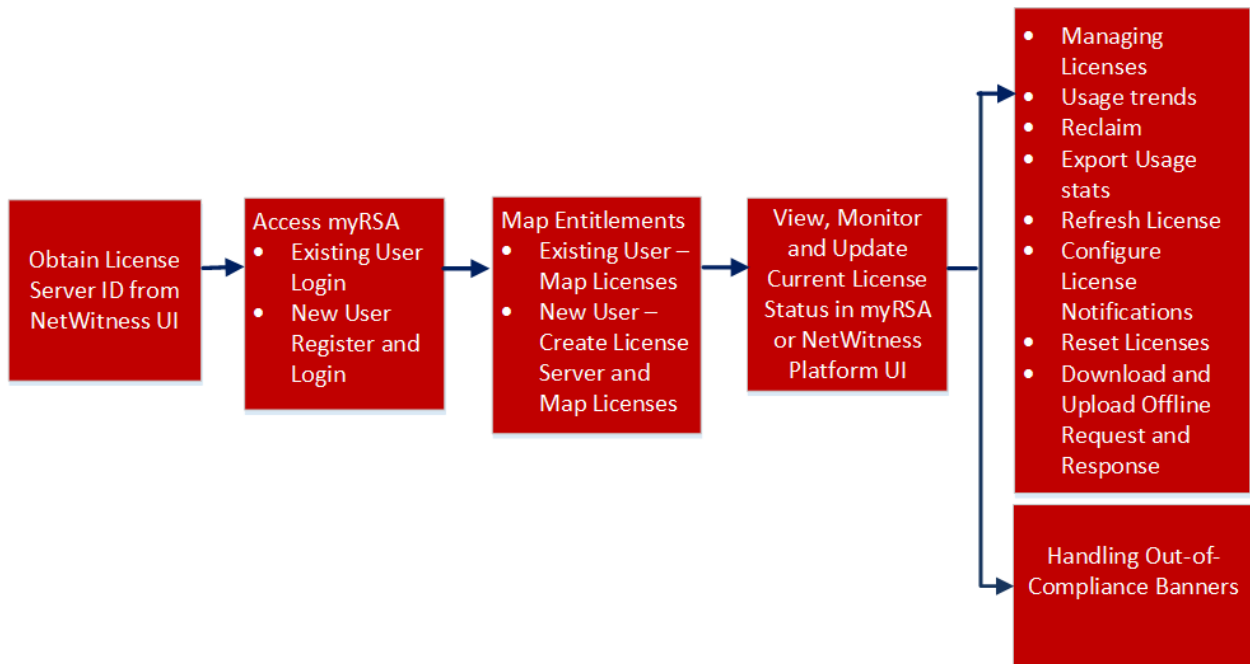 Obtain License
Server ID from
NetWitness UI
Access myRSA
• Existing User
Login
• New User
Register and
Login
Map Entitlements
• Existing User –
Map Licenses
• New User –
Create License
Server and
Map Licenses
View, Monitor
and Update
Current License
Status in myRSA
or NetWitness
Platform UI
• Managing
Licenses
• Usage trends
• Reclaim
• Export Usage
stats
• Refresh License
• Configure
License
Notifications
• Reset Licenses
• Download and
Upload Offline
Request and
Response
Handling Out-of-
Compliance Banners